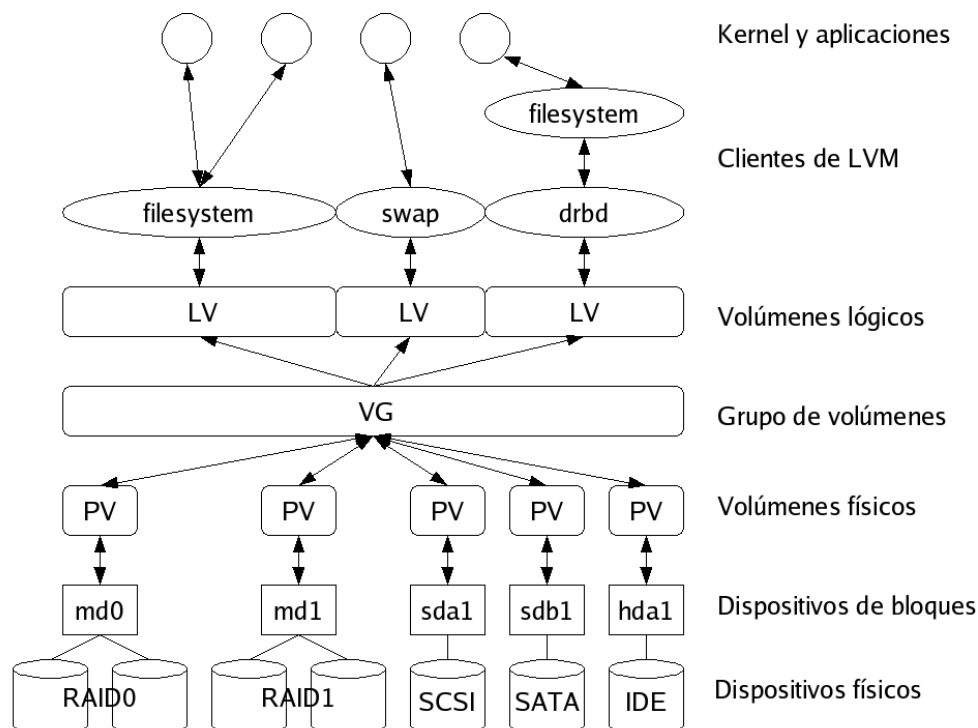 Kernel y aplicaciones
filesystem
Clientes de LVM
filesystem swap drbd
LV LV LV
Volúmenes lógicos
VG
Grupo de volúmenes
PV PV PV PV PV
Volúmenes físicos
md0 md1 sda1 sdb1 hda1
Dispositivos de bloques
RAID0 RAID1 SCSI SATA IDE
Dispositivos físicos